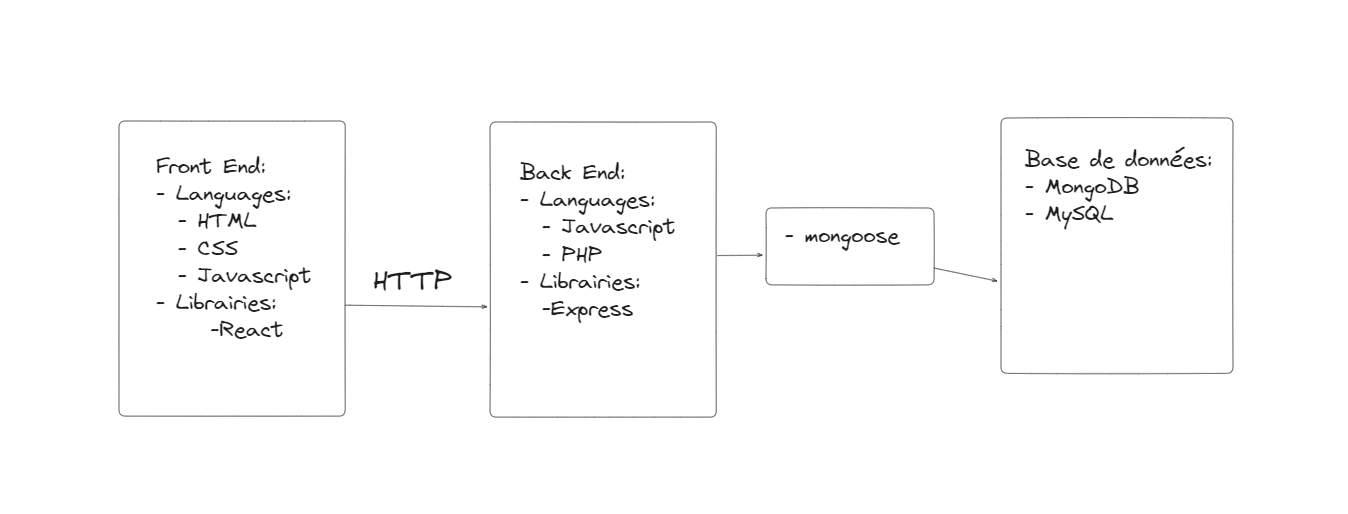 Front End:
- Languages:
- HTML
- CSS
- Javascript
- Librairies:
-React
HTTP
Back End:
- Languages:
- Javascript
- PHP
- Librairies:
-Express
- mongoose
Base de données:
- MongoDB
- MySQL